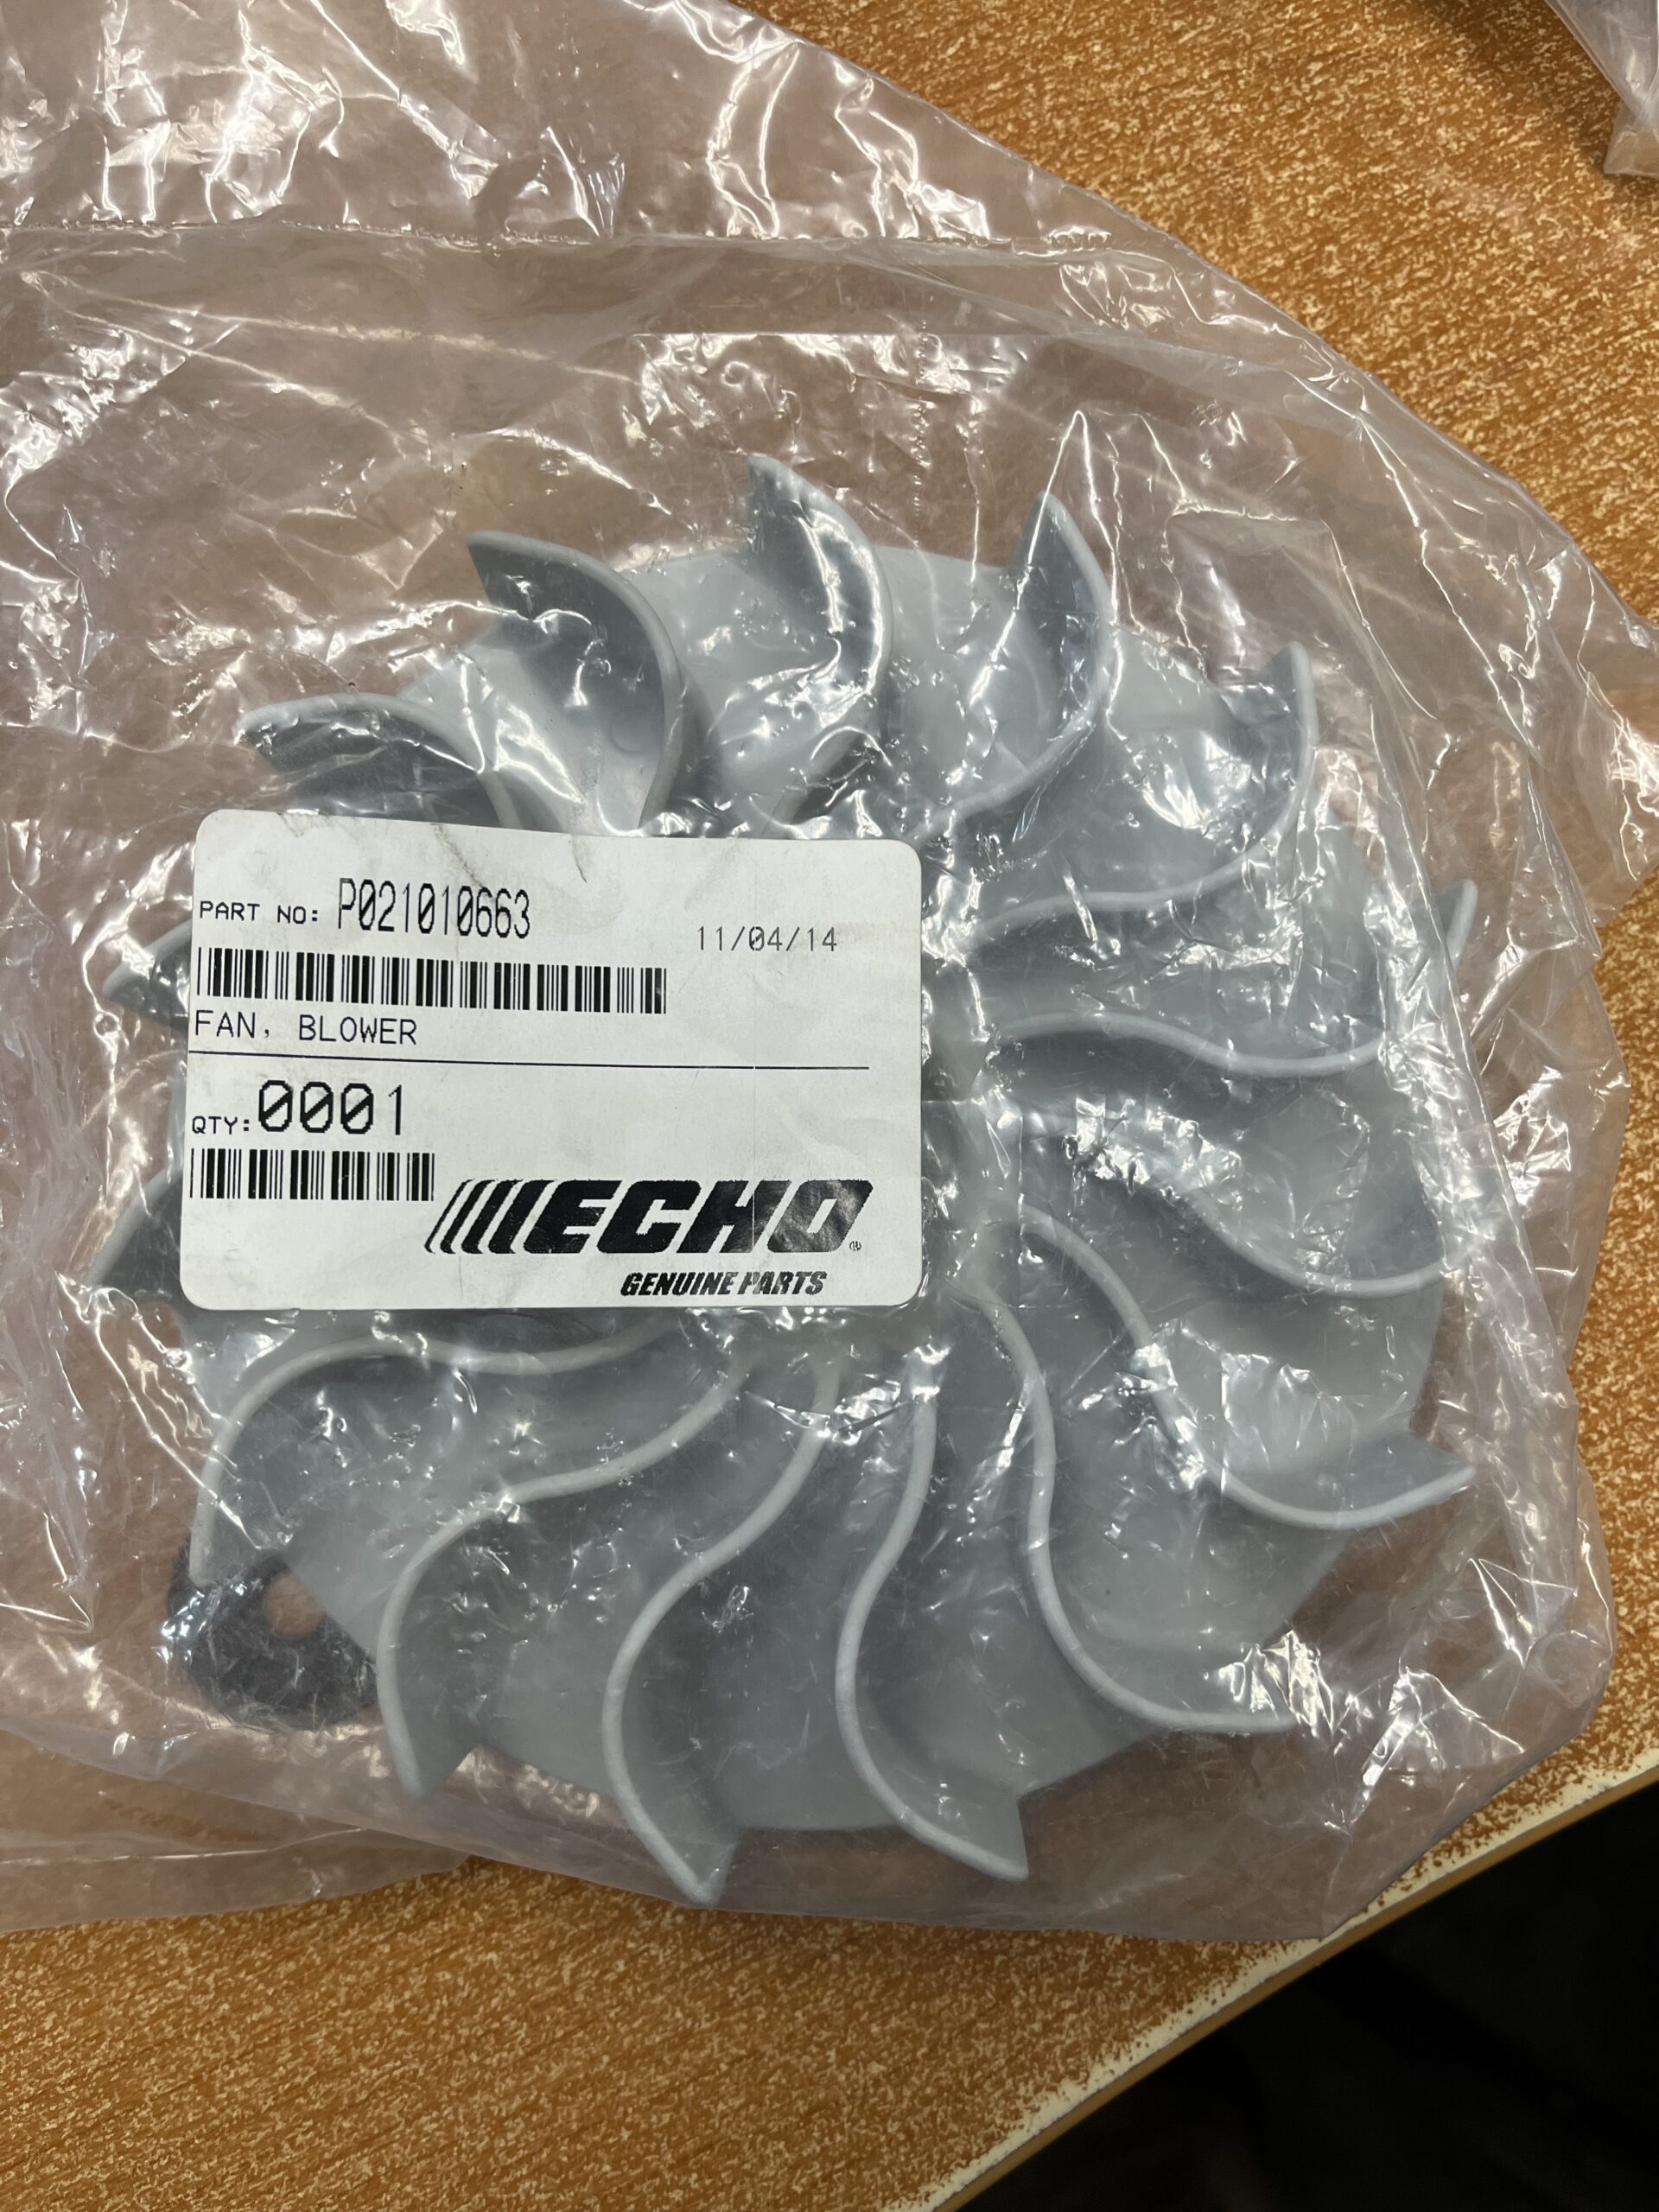 PART NO: P021010663
11/04/14
FAN, BLOWER
QTY: 0001
ECHO®
GENUINE PARTS